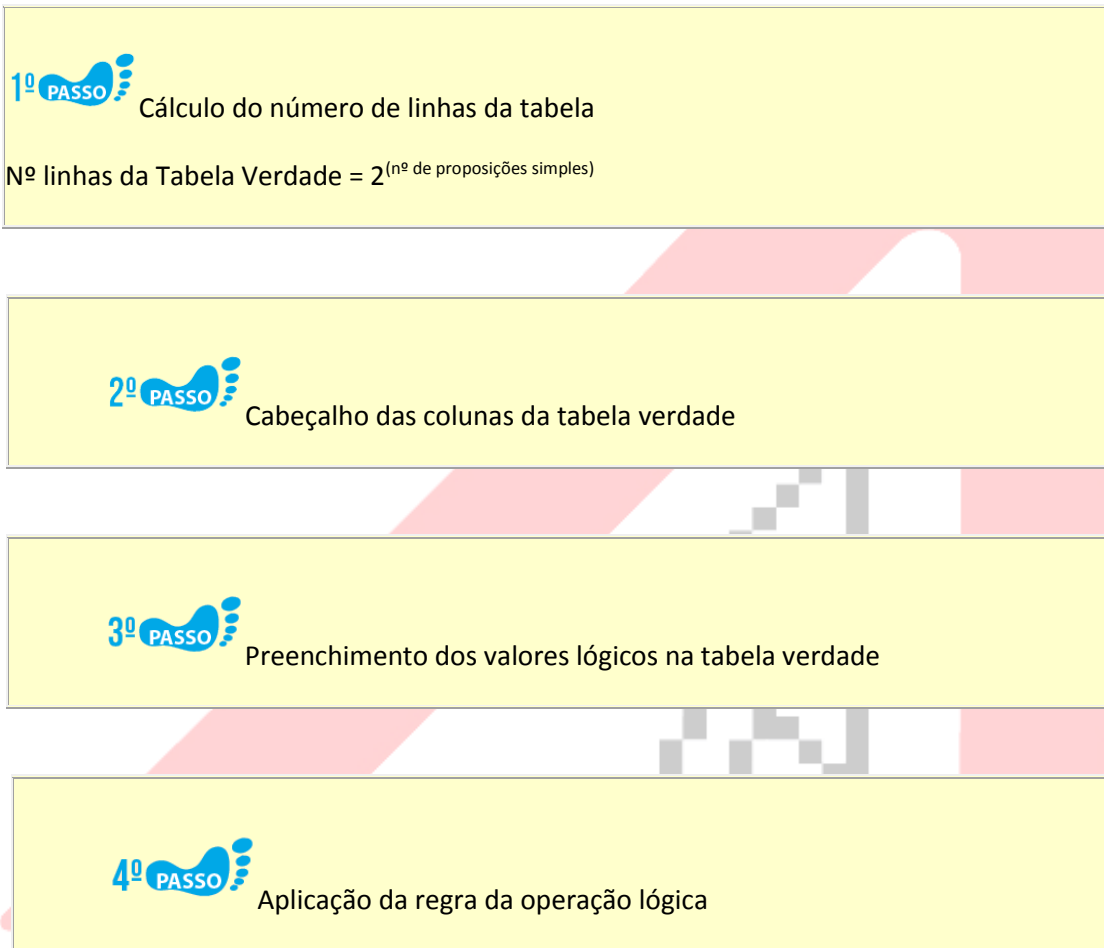 1º PASSO Cálculo do número de linhas da tabela
Nº linhas da Tabela Verdade = 2^(nº de proposições simples)
2º PASSO Cabeçalho das colunas da tabela verdade
3º PASSO Preenchimento dos valores lógicos na tabela verdade
4º PASSO Aplicação da regra da operação lógica